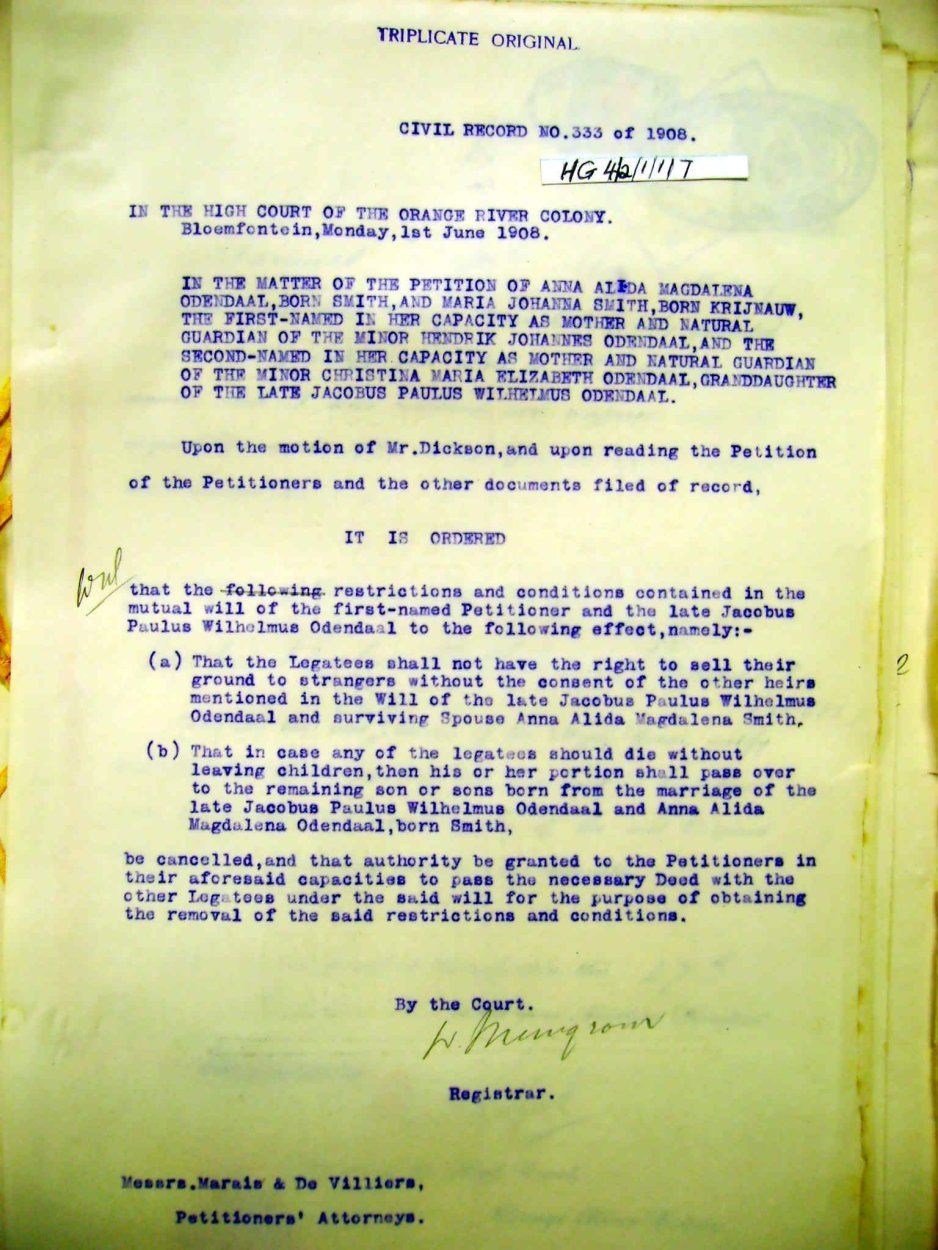 TRIPLICATE ORIGINAL.
CIVIL RECORD NO.333 of 1908.
HG 4/2/1/1/7
IN THE HIGH COURT OF THE ORANGE RIVER COLONY.
Bloemfontein,Monday,1st June 1908.
IN THE MATTER OF THE PETITION OF ANNA ALIDA MAGDALENA
ODENDAAL,BORN SMITH,AND MARIA JOHANNA SMITH,BORN KRIJNAUW,
THE FIRST-NAMED IN HER CAPACITY AS MOTHER AND NATURAL
GUARDIAN OF THE MINOR HENDRIK JOHANNES ODENDAAL,AND THE
SECOND-NAMED IN HER CAPACITY AS MOTHER AND NATURAL GUARDIAN
OF THE MINOR CHRISTINA MARIA ELIZABETH ODENDAAL,GRANDDAUGHTER
OF THE LATE JACOBUS PAULUS WILHELMUS ODENDAAL.
Upon the motion of Mr.Dickson,and upon reading the Petition
of the Petitioners and the other documents filed of record,
IT IS ORDERED
that the following restrictions and conditions contained in the
mutual will of the first-named Petitioner and the late Jacobus
Paulus Wilhelmus Odendaal to the following effect,namely:-
(a) That the Legatees shall not have the right to sell their
ground to strangers without the consent of the other heirs
mentioned in the Will of the late Jacobus Paulus Wilhelmus
Odendaal and surviving Spouse Anna Alida Magdalena Smith,
(b) That in case any of the legatees should die without
leaving children,then his or her portion shall pass over
to the remaining son or sons born from the marriage of the
late Jacobus Paulus Wilhelmus Odendaal and Anna Alida
Magdalena Odendaal,born Smith,
be cancelled,and that authority be granted to the Petitioners in
their aforesaid capacities to pass the necessary Deed with the
other Legatees under the said will for the purpose of obtaining
the removal of the said restrictions and conditions.
By the Court.
Registrar.
Messrs.Marais & De Villiers,
Petitioners' Attorneys.
2